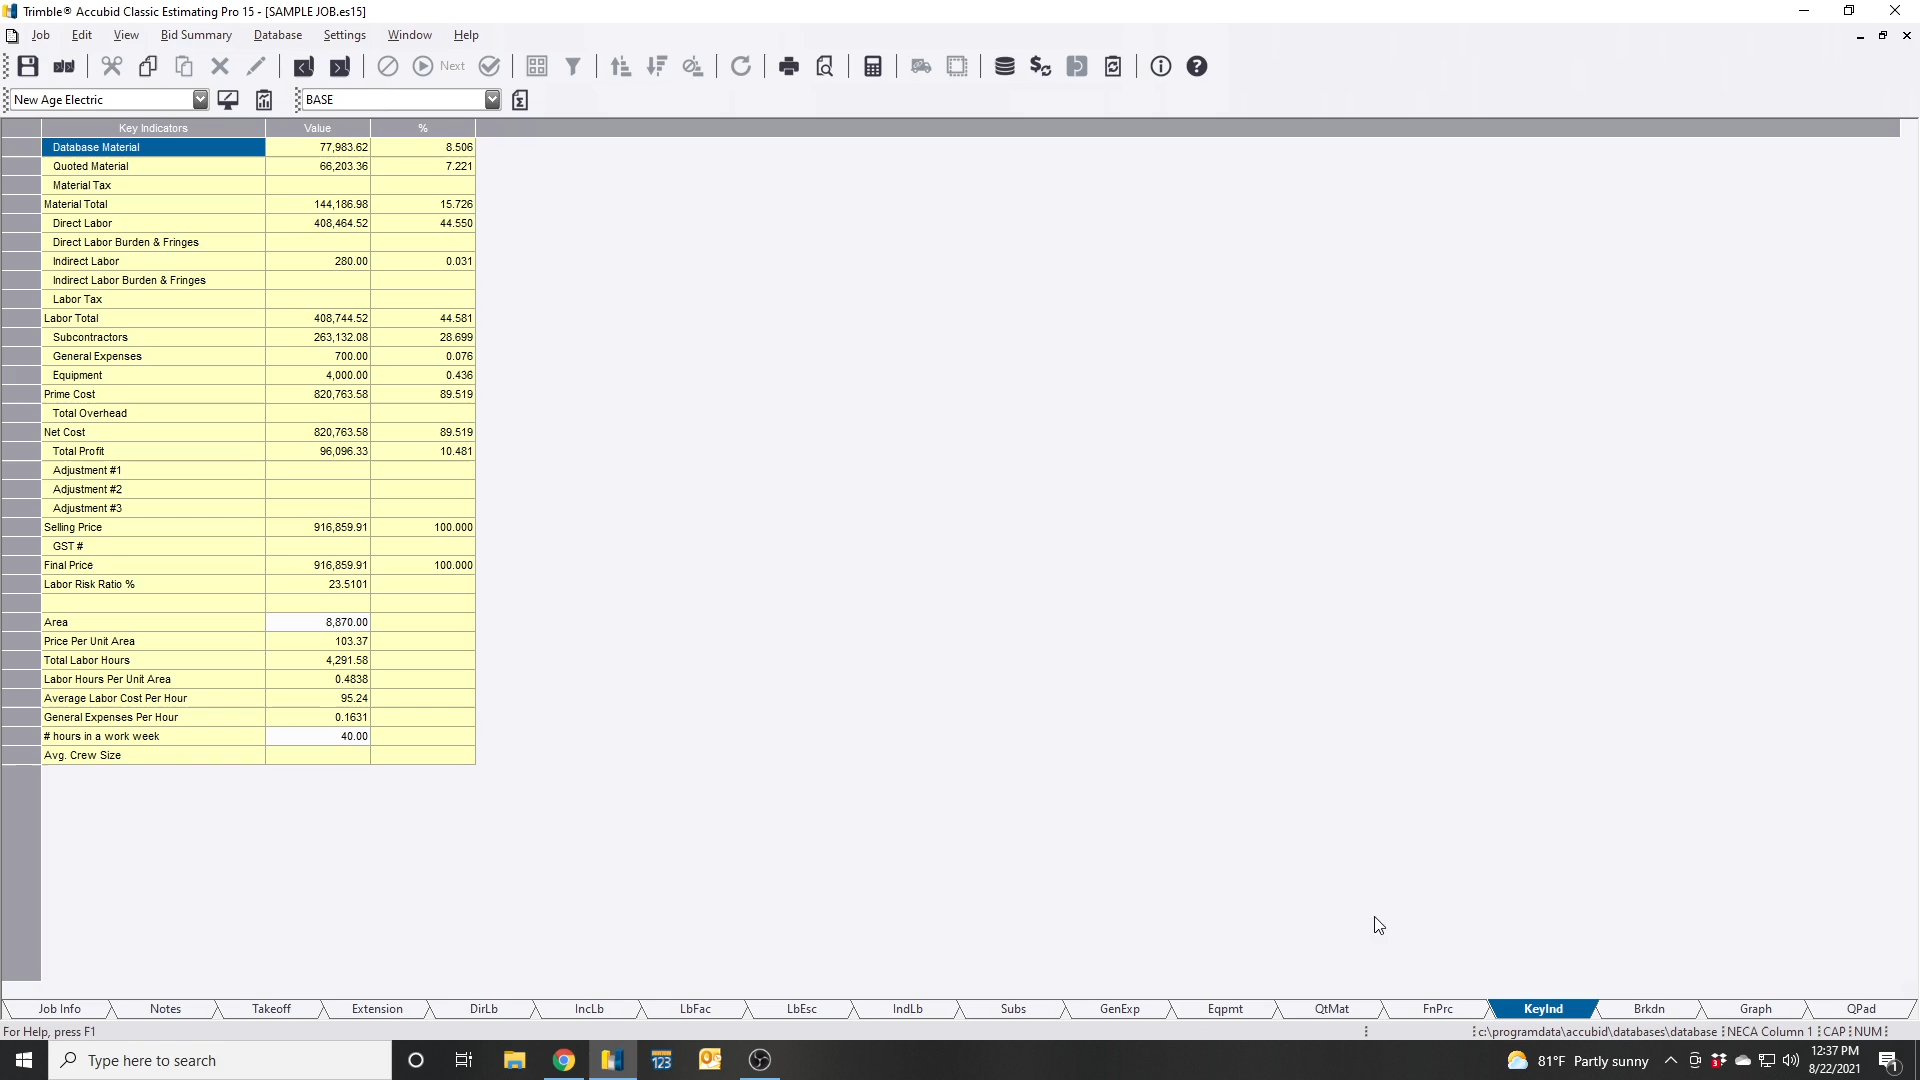 Trimble® Accubid Classic Estimating Pro 15 - [SAMPLE JOB.es15]
Job Edit View Bid Summary Database Settings Window Help
Next
New Age Electric BASE
Key Indicators Value %
Database Material 77,983.62 8.506
Quoted Material 66,203.36 7.221
Material Tax
Material Total 144,186.98 15.726
Direct Labor 408,464.52 44.550
Direct Labor Burden & Fringes
Indirect Labor 280.00 0.031
Indirect Labor Burden & Fringes
Labor Tax
Labor Total 408,744.52 44.581
Subcontractors 263,132.08 28.699
General Expenses 700.00 0.076
Equipment 4,000.00 0.436
Prime Cost 820,763.58 89.519
Total Overhead
Net Cost 820,763.58 89.519
Total Profit 96,096.33 10.481
Adjustment #1
Adjustment #2
Adjustment #3
Selling Price 916,859.91 100.000
GST #
Final Price 916,859.91 100.000
Labor Risk Ratio % 23.5101
Area 8,870.00
Price Per Unit Area 103.37
Total Labor Hours 4,291.58
Labor Hours Per Unit Area 0.4838
Average Labor Cost Per Hour 95.24
General Expenses Per Hour 0.1631
# hours in a work week 40.00
Avg. Crew Size
Job Info Notes Takeoff Extension DirLb IncLb LbFac LbEsc IndLb Subs GenExp Eqpmt QtMat FnPrc KeyInd Brkdn Graph QPad
For Help, press F1 c:\programdata\accubid\databases\database NECA Column 1 CAP NUM
Type here to search 123 81°F Partly sunny 3 12:37 PM
8/22/2021 1